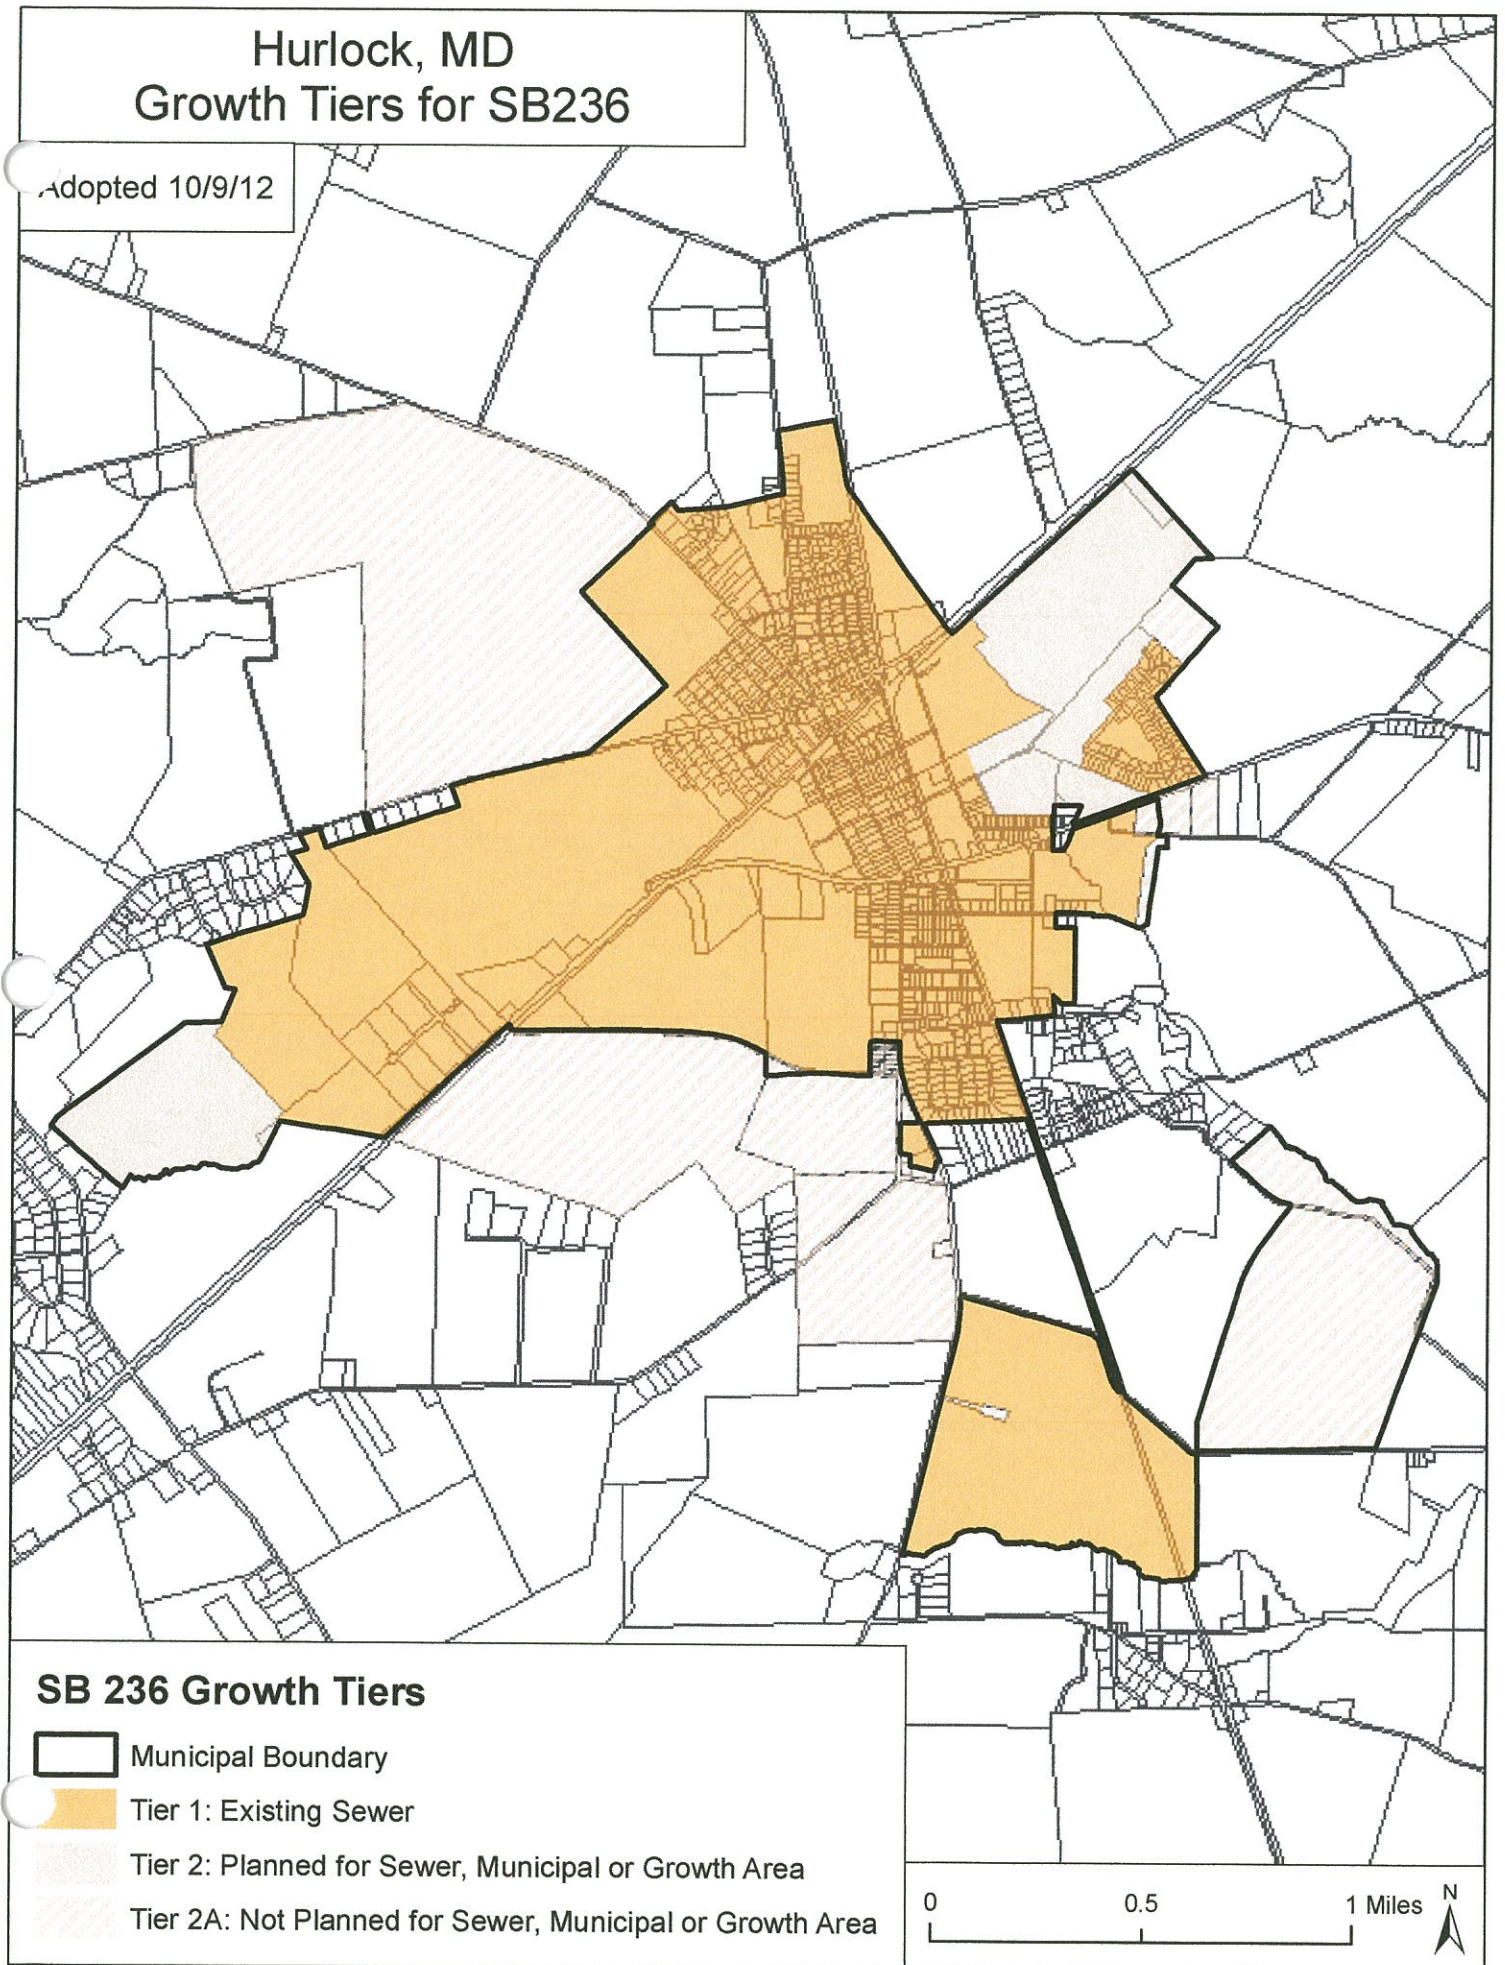 Hurlock, MD
Growth Tiers for SB236
Adopted 10/9/12
SB 236 Growth Tiers
Municipal Boundary
Tier 1: Existing Sewer
Tier 2: Planned for Sewer, Municipal or Growth Area
Tier 2A: Not Planned for Sewer, Municipal or Growth Area
0 0.5 1 Miles
N